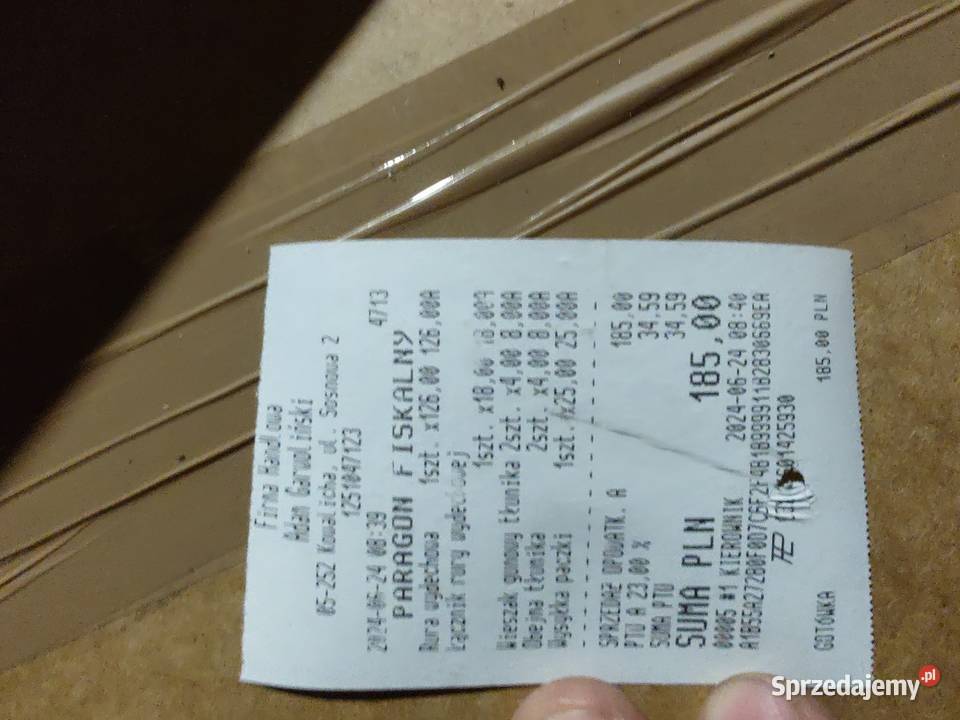 Firma Handlowa
Adam Garwoliński
05-252 Kowalicha, ul. Sosnowa 2
1251047123
2024-06-24 08:39 4713
PARAGON FISKALNY
Rura wydechowa 1szt. x126,00 126,00A
Łącznik rury wydechowej
1szt. x18,00 18,00A
Wieszak gumowy tłumika 2szt. x4,00 8,00A
Obejma tłumika 2szt. x4,00 8,00A
Wysyłka paczki 1szt. x25,00 25,00A
SPRZEDAŻ OPODATK. A 185,00
PTU A 23,00 % 34,59
SUMA PTU 34,59
SUMA PLN 185,00
00005 #1 KIEROWNIK 2024-06-24 08:40
GOTÓWKA 185,00 PLN
Sprzedajemy.pl